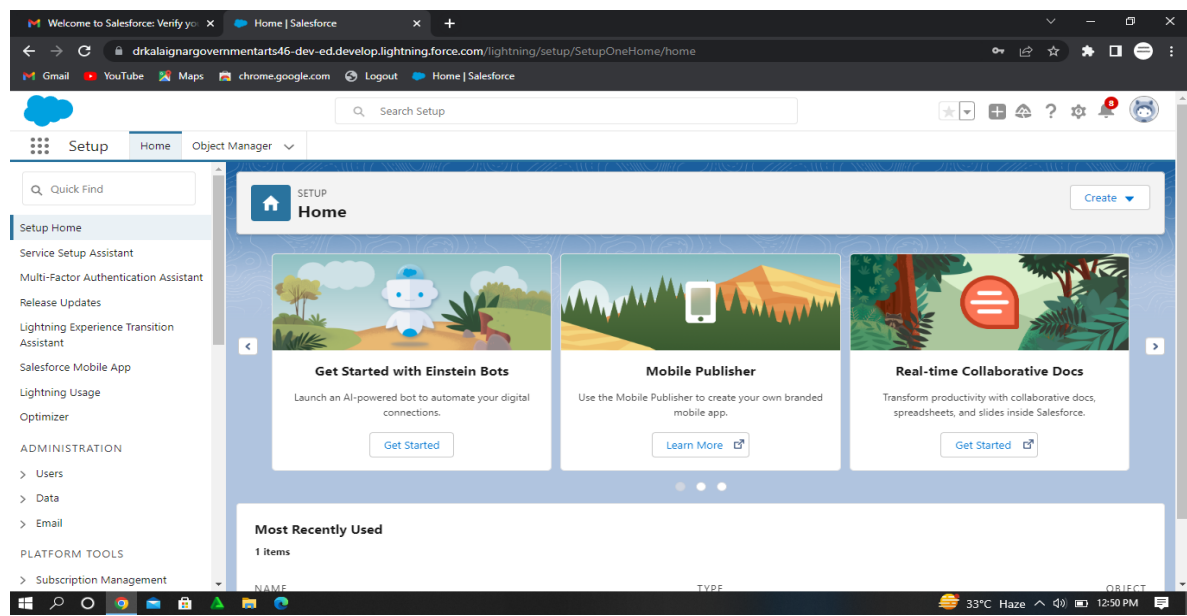 Welcome to Salesforce: Verify yo
Home | Salesforce
drkalaignargovernmentarts46-dev-ed.develop.lightning.force.com/lightning/setup/SetupOneHome/home
Gmail YouTube Maps chrome.google.com Logout Home | Salesforce
Search Setup
8
Setup Home Object Manager
Quick Find
Setup Home
Service Setup Assistant
Multi-Factor Authentication Assistant
Release Updates
Lightning Experience Transition
Assistant
Salesforce Mobile App
Lightning Usage
Optimizer
ADMINISTRATION
Users
Data
Email
PLATFORM TOOLS
Subscription Management
SETUP
Home
Create
Get Started with Einstein Bots
Launch an AI-powered bot to automate your digital
connections.
Get Started
Mobile Publisher
Use the Mobile Publisher to create your own branded
mobile app.
Learn More
Real-time Collaborative Docs
Transform productivity with collaborative docs,
spreadsheets, and slides inside Salesforce.
Get Started
Most Recently Used
1 items
NAME TYPE OBJECT
33°C Haze 12:50 PM